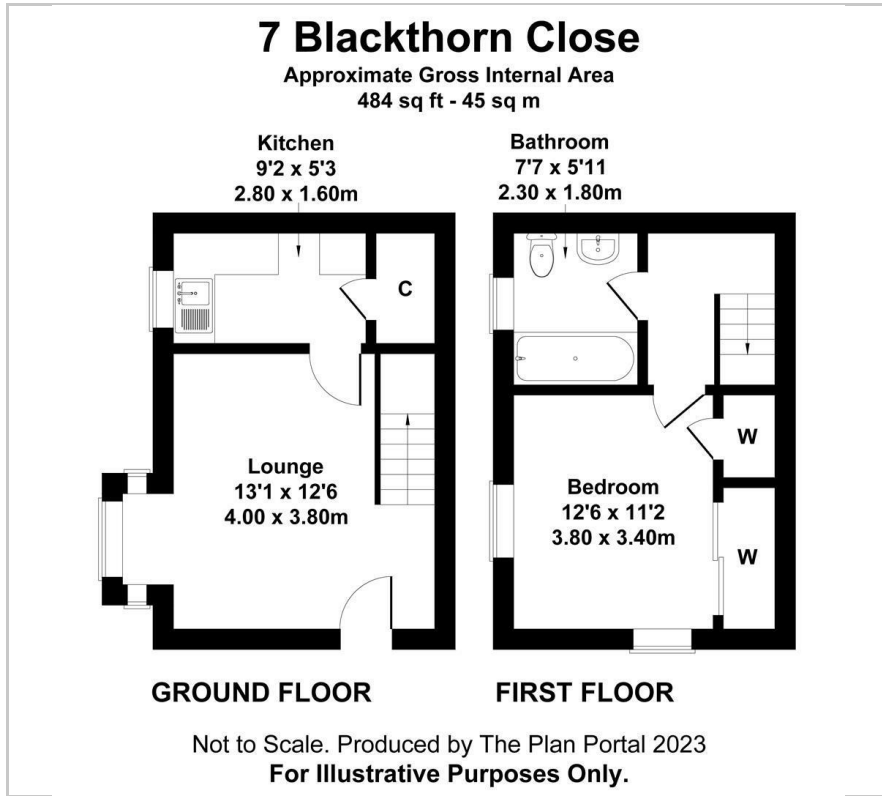 7 Blackthorn Close
Approximate Gross Internal Area
484 sq ft - 45 sq m
Kitchen
9'2 x 5'3
2.80 x 1.60m
Bathroom
7'7 x 5'11
2.30 x 1.80m
C
Lounge
13'1 x 12'6
4.00 x 3.80m
W
Bedroom
12'6 x 11'2
3.80 x 3.40m
W
GROUND FLOOR
FIRST FLOOR
Not to Scale. Produced by The Plan Portal 2023
For Illustrative Purposes Only.